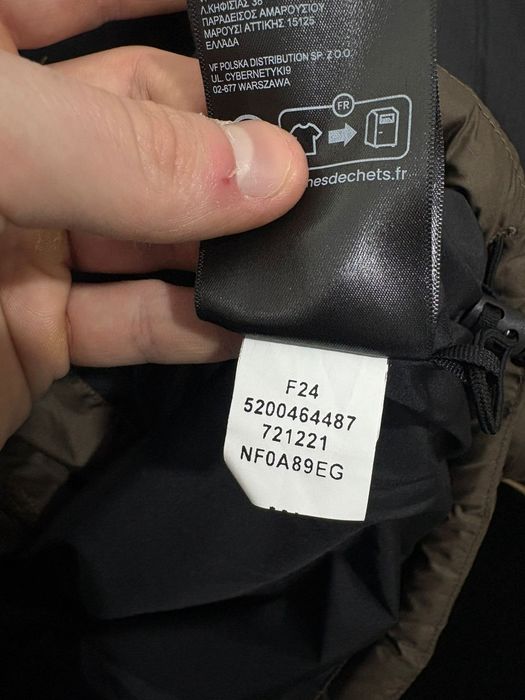 Λ.ΚΗΦΙΣΙΑΣ 38
ΠΑΡΑΔΕΙΣΟΣ ΑΜΑΡΟΥΣΙΟΥ
ΜΑΡΟΥΣΙ ΑΤΤΙΚΗΣ 15125
ΕΛΛΑΔΑ
VF POLSKA DISTRIBUTION SP. Z O.O.
UL. CYBERNETYKI9
02-677 WARSZAWA
FR
mesdechets.fr
F24
5200464487
721221
NF0A89EG